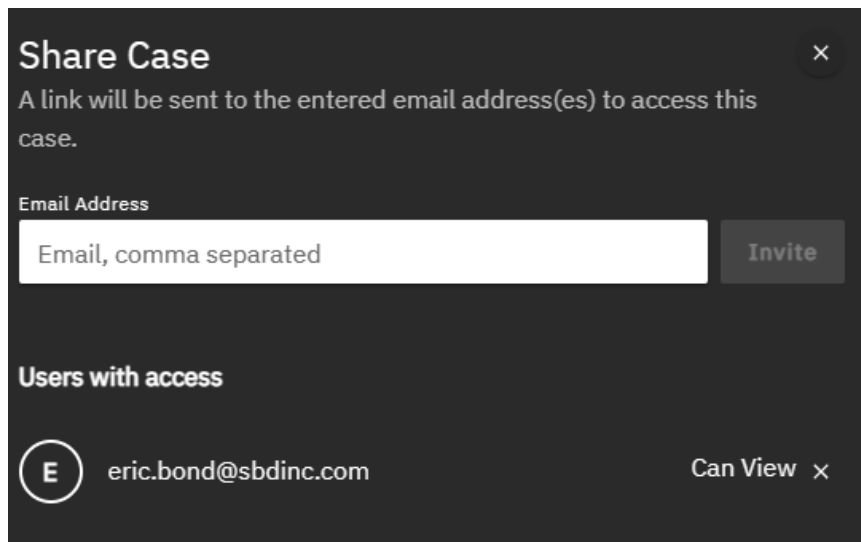 Share Case
A link will be sent to the entered email address(es) to access this
case.
Email Address
Email, comma separated
Invite
Users with access
E eric.bond@sbdinc.com Can View ×